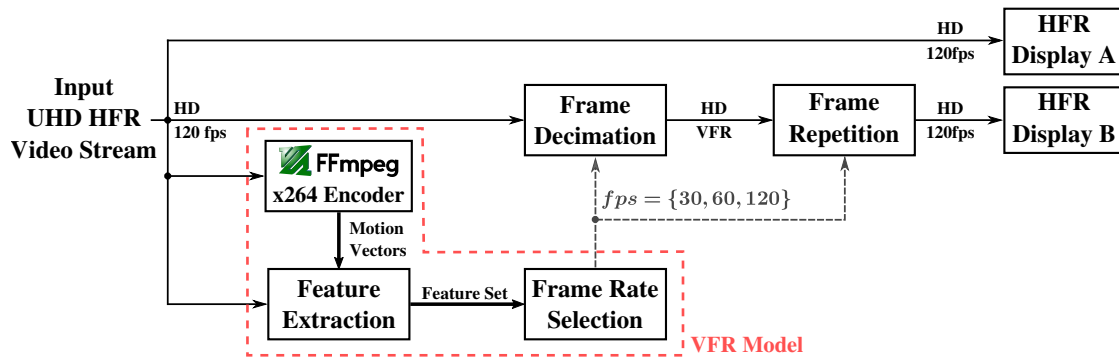 HD
120fps
HFR
Display A
Input
UHD HFR
Video Stream
HD
120 fps
Frame
Decimation
HD
VFR
Frame
Repetition
HD
120fps
HFR
Display B
FFmpeg
x264 Encoder
fps = {30, 60, 120}
Motion
Vectors
Feature
Extraction
Feature Set
Frame Rate
Selection
VFR Model